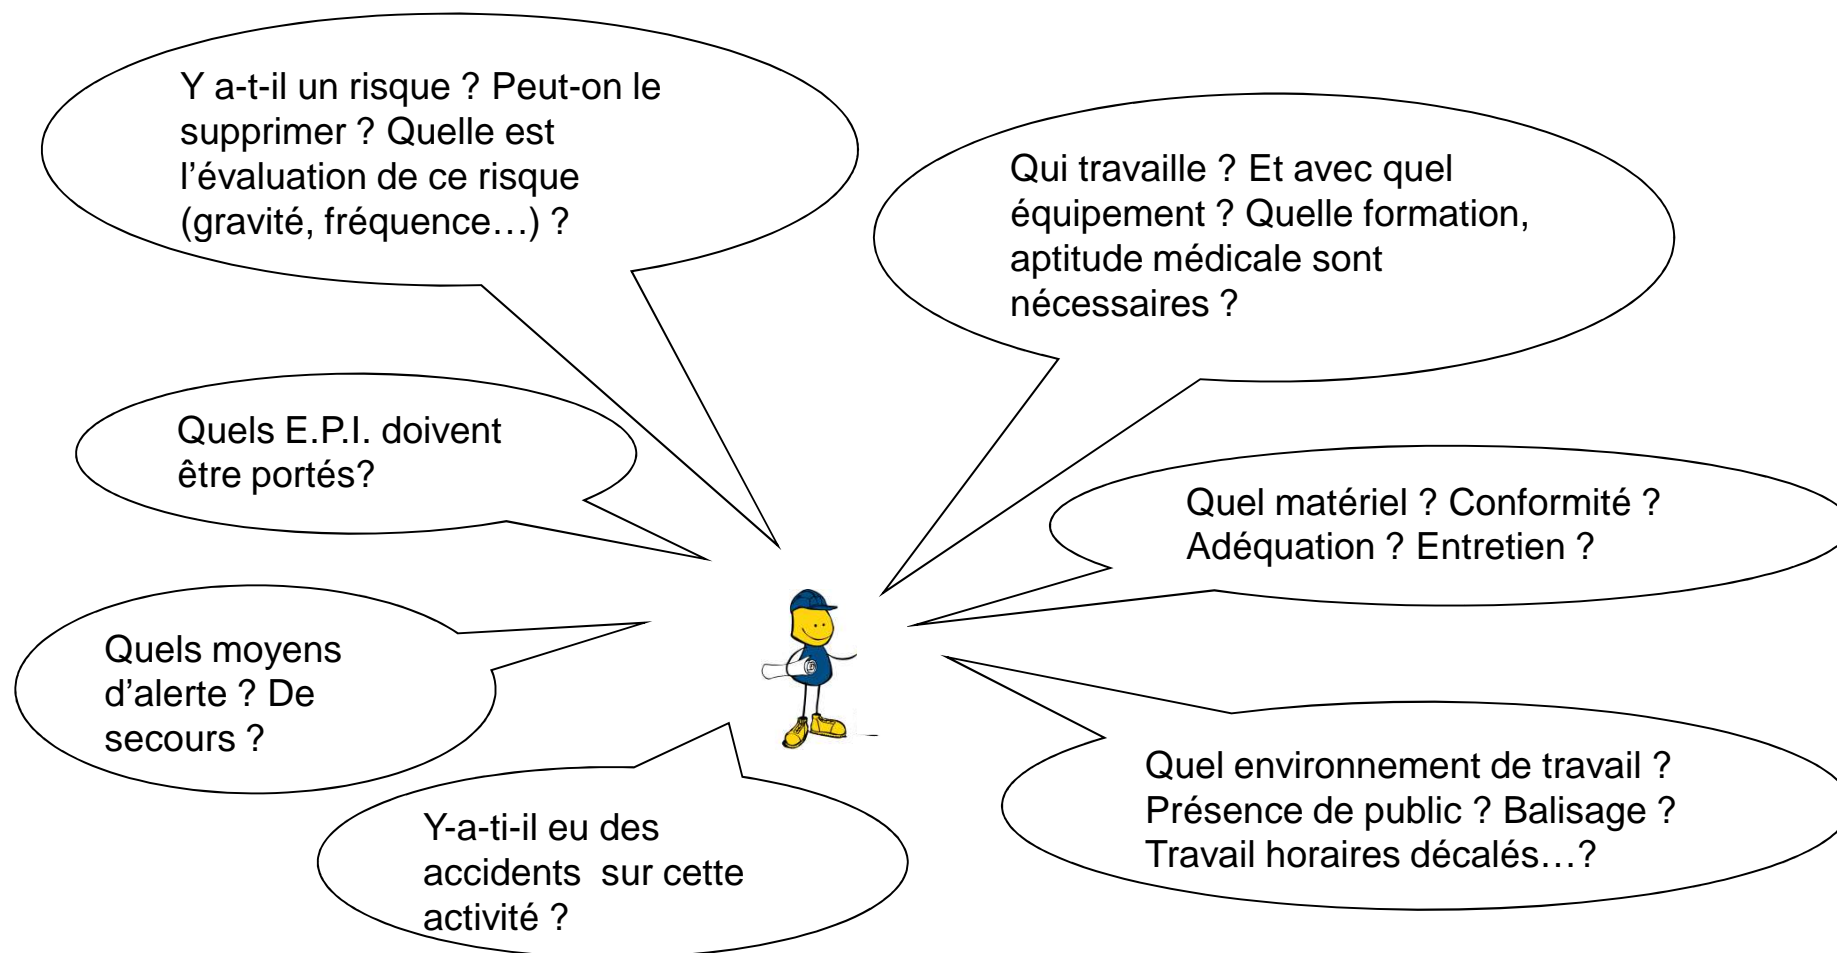 Y a-t-il un risque ? Peut-on le
supprimer ? Quelle est
l’évaluation de ce risque
(gravité, fréquence…) ?
Qui travaille ? Et avec quel
équipement ? Quelle formation,
aptitude médicale sont
nécessaires ?
Quels E.P.I. doivent
être portés?
Quel matériel ? Conformité ?
Adéquation ? Entretien ?
Quels moyens
d’alerte ? De
secours ?
Quel environnement de travail ?
Présence de public ? Balisage ?
Travail horaires décalés…?
Y-a-ti-il eu des
accidents  sur cette
activité ?